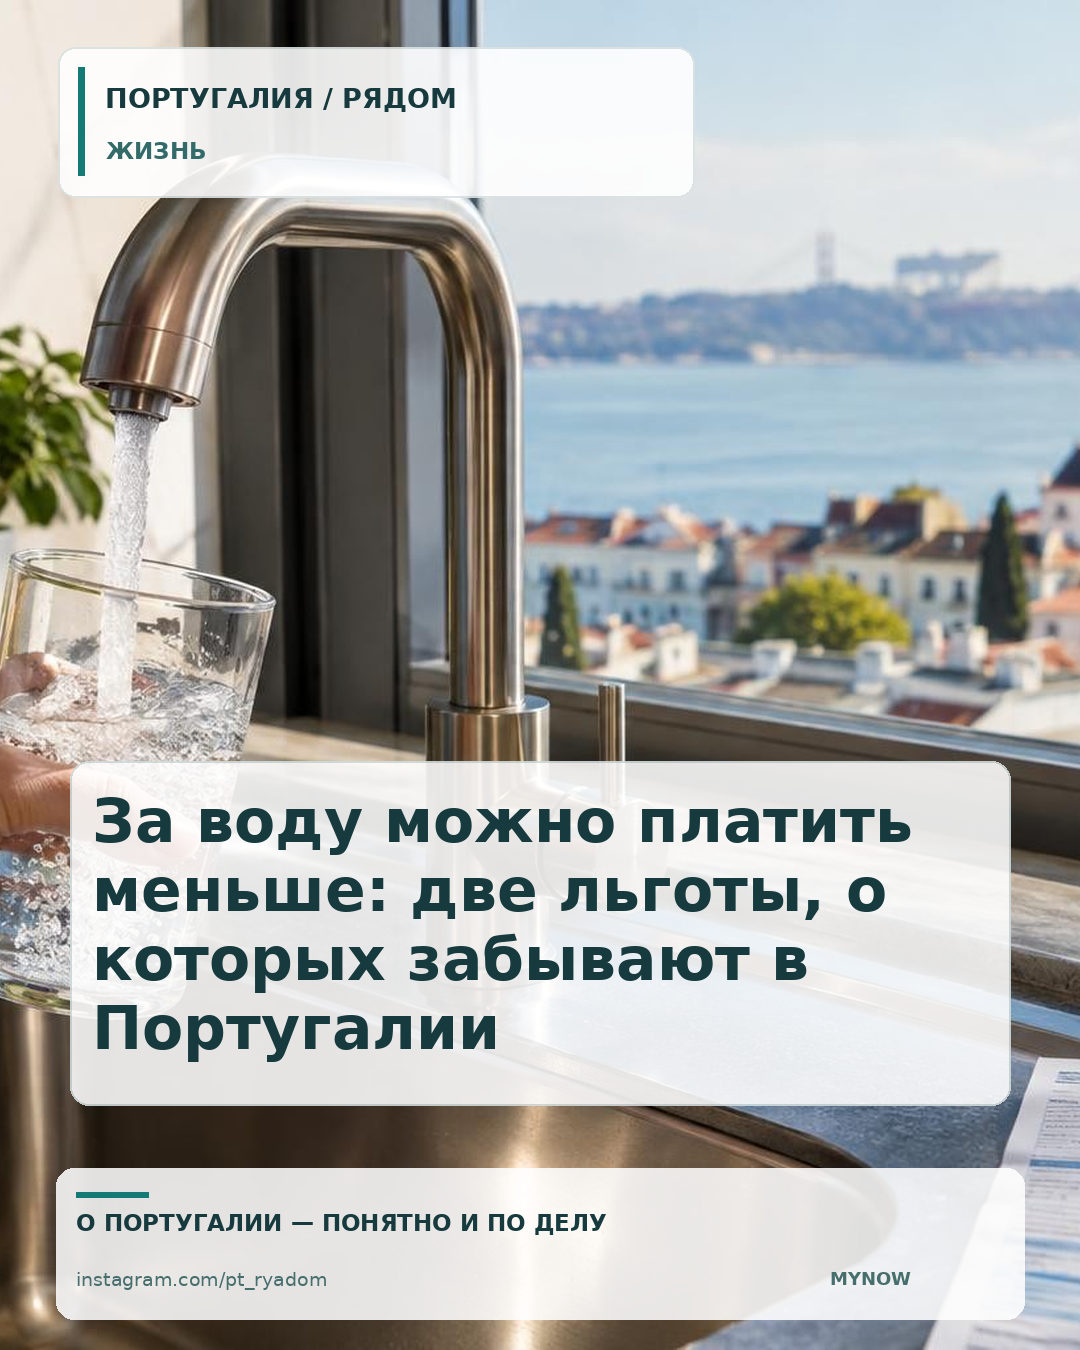 ПОРТУГАЛИЯ / РЯДОМ
ЖИЗНЬ
За воду можно платить
меньше: две льготы, о
которых забывают в
Португалии
О ПОРТУГАЛИИ — ПОНЯТНО И ПО ДЕЛУ
instagram.com/pt_ryadom
MYNOW